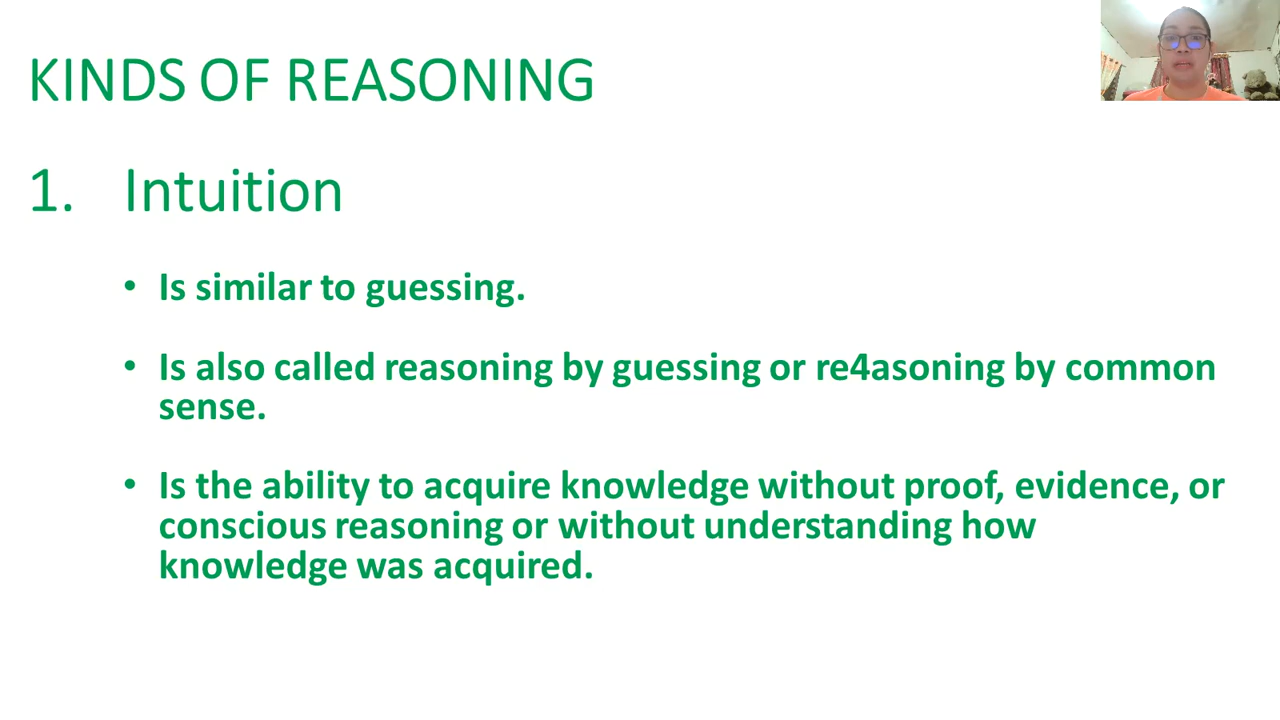 KINDS OF REASONING
1. Intuition
• Is similar to guessing.
• Is also called reasoning by guessing or re4asoning by common
sense.
• Is the ability to acquire knowledge without proof, evidence, or
conscious reasoning or without understanding how
knowledge was acquired.